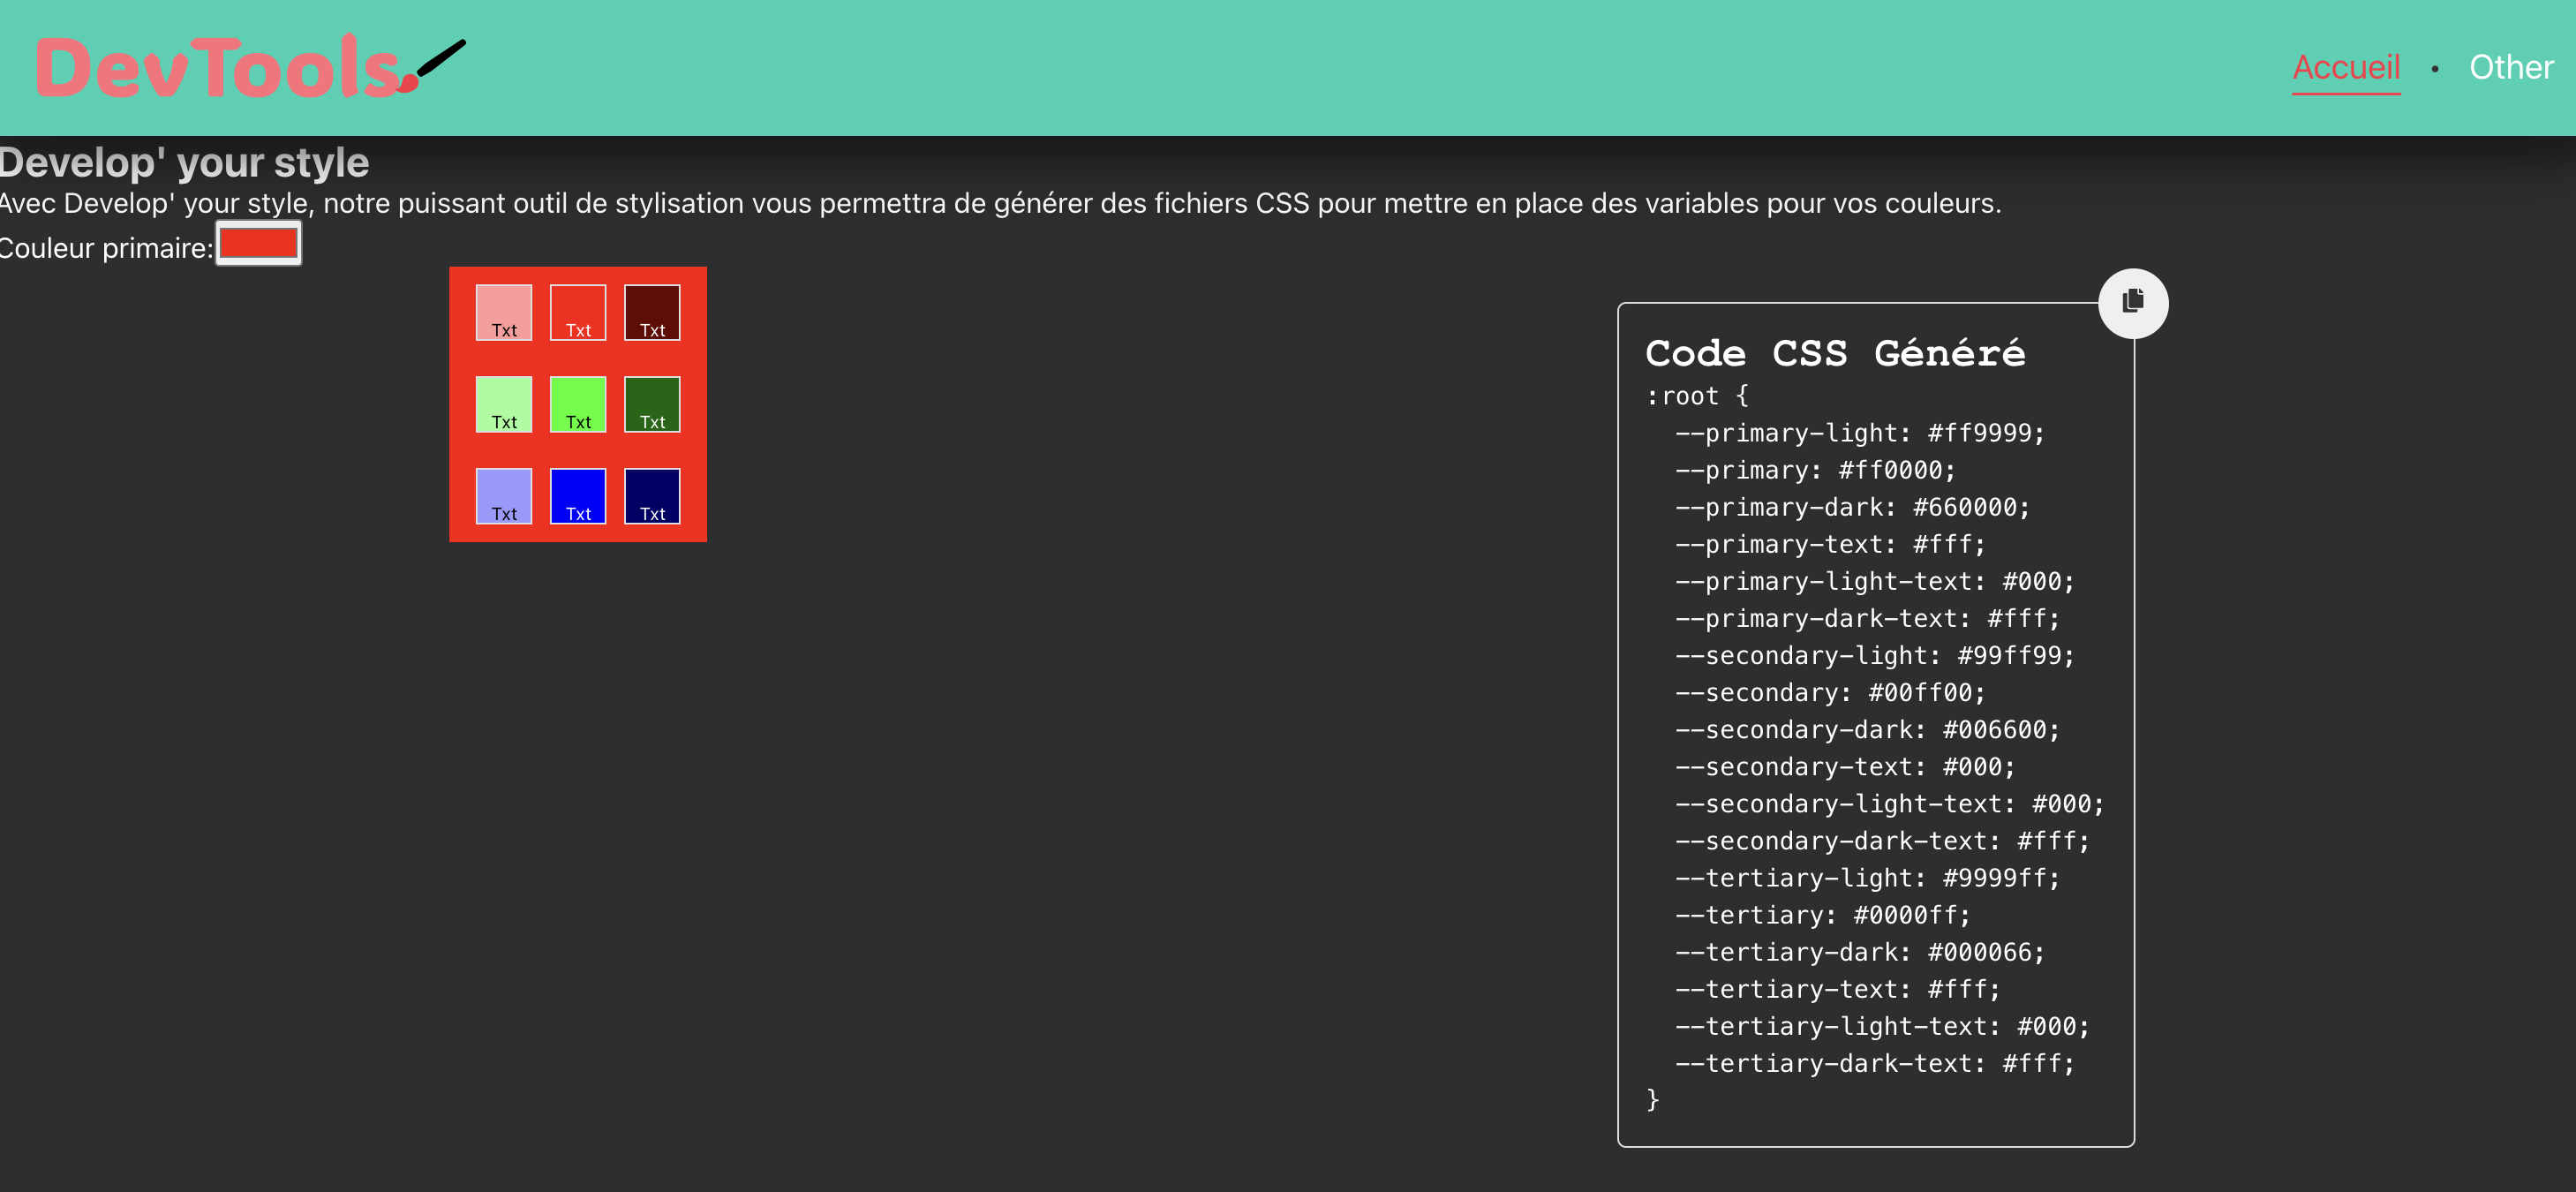 DevTools
Accueil • Other
Develop' your style
Avec Develop' your style, notre puissant outil de stylisation vous permettra de générer des fichiers CSS pour mettre en place des variables pour vos couleurs.
Couleur primaire:
Txt Txt Txt
Txt Txt Txt
Txt Txt Txt
Code CSS Généré
:root {
  --primary-light: #ff9999;
  --primary: #ff0000;
  --primary-dark: #660000;
  --primary-text: #fff;
  --primary-light-text: #000;
  --primary-dark-text: #fff;
  --secondary-light: #99ff99;
  --secondary: #00ff00;
  --secondary-dark: #006600;
  --secondary-text: #000;
  --secondary-light-text: #000;
  --secondary-dark-text: #fff;
  --tertiary-light: #9999ff;
  --tertiary: #0000ff;
  --tertiary-dark: #000066;
  --tertiary-text: #fff;
  --tertiary-light-text: #000;
  --tertiary-dark-text: #fff;
}